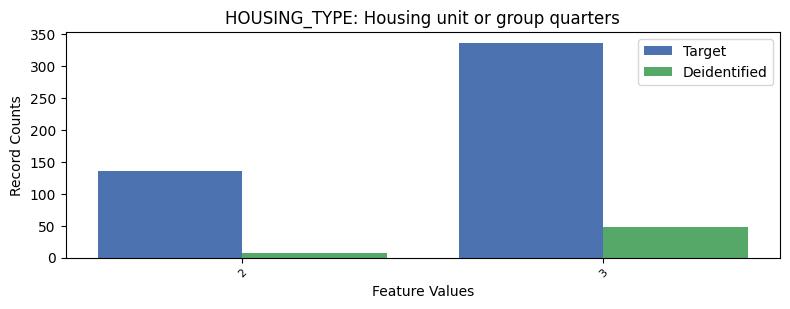 HOUSING_TYPE: Housing unit or group quarters
Target
Deidentified
Record Counts
350
300
250
200
150
100
50
0
2
3
Feature Values